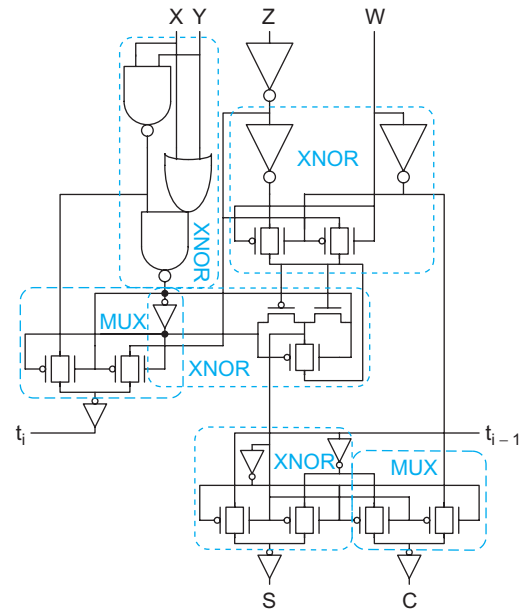 X Y Z W
XNOR
XNOR
MUX
XNOR
tᵢ
tᵢ₋₁
XNOR
MUX
S C